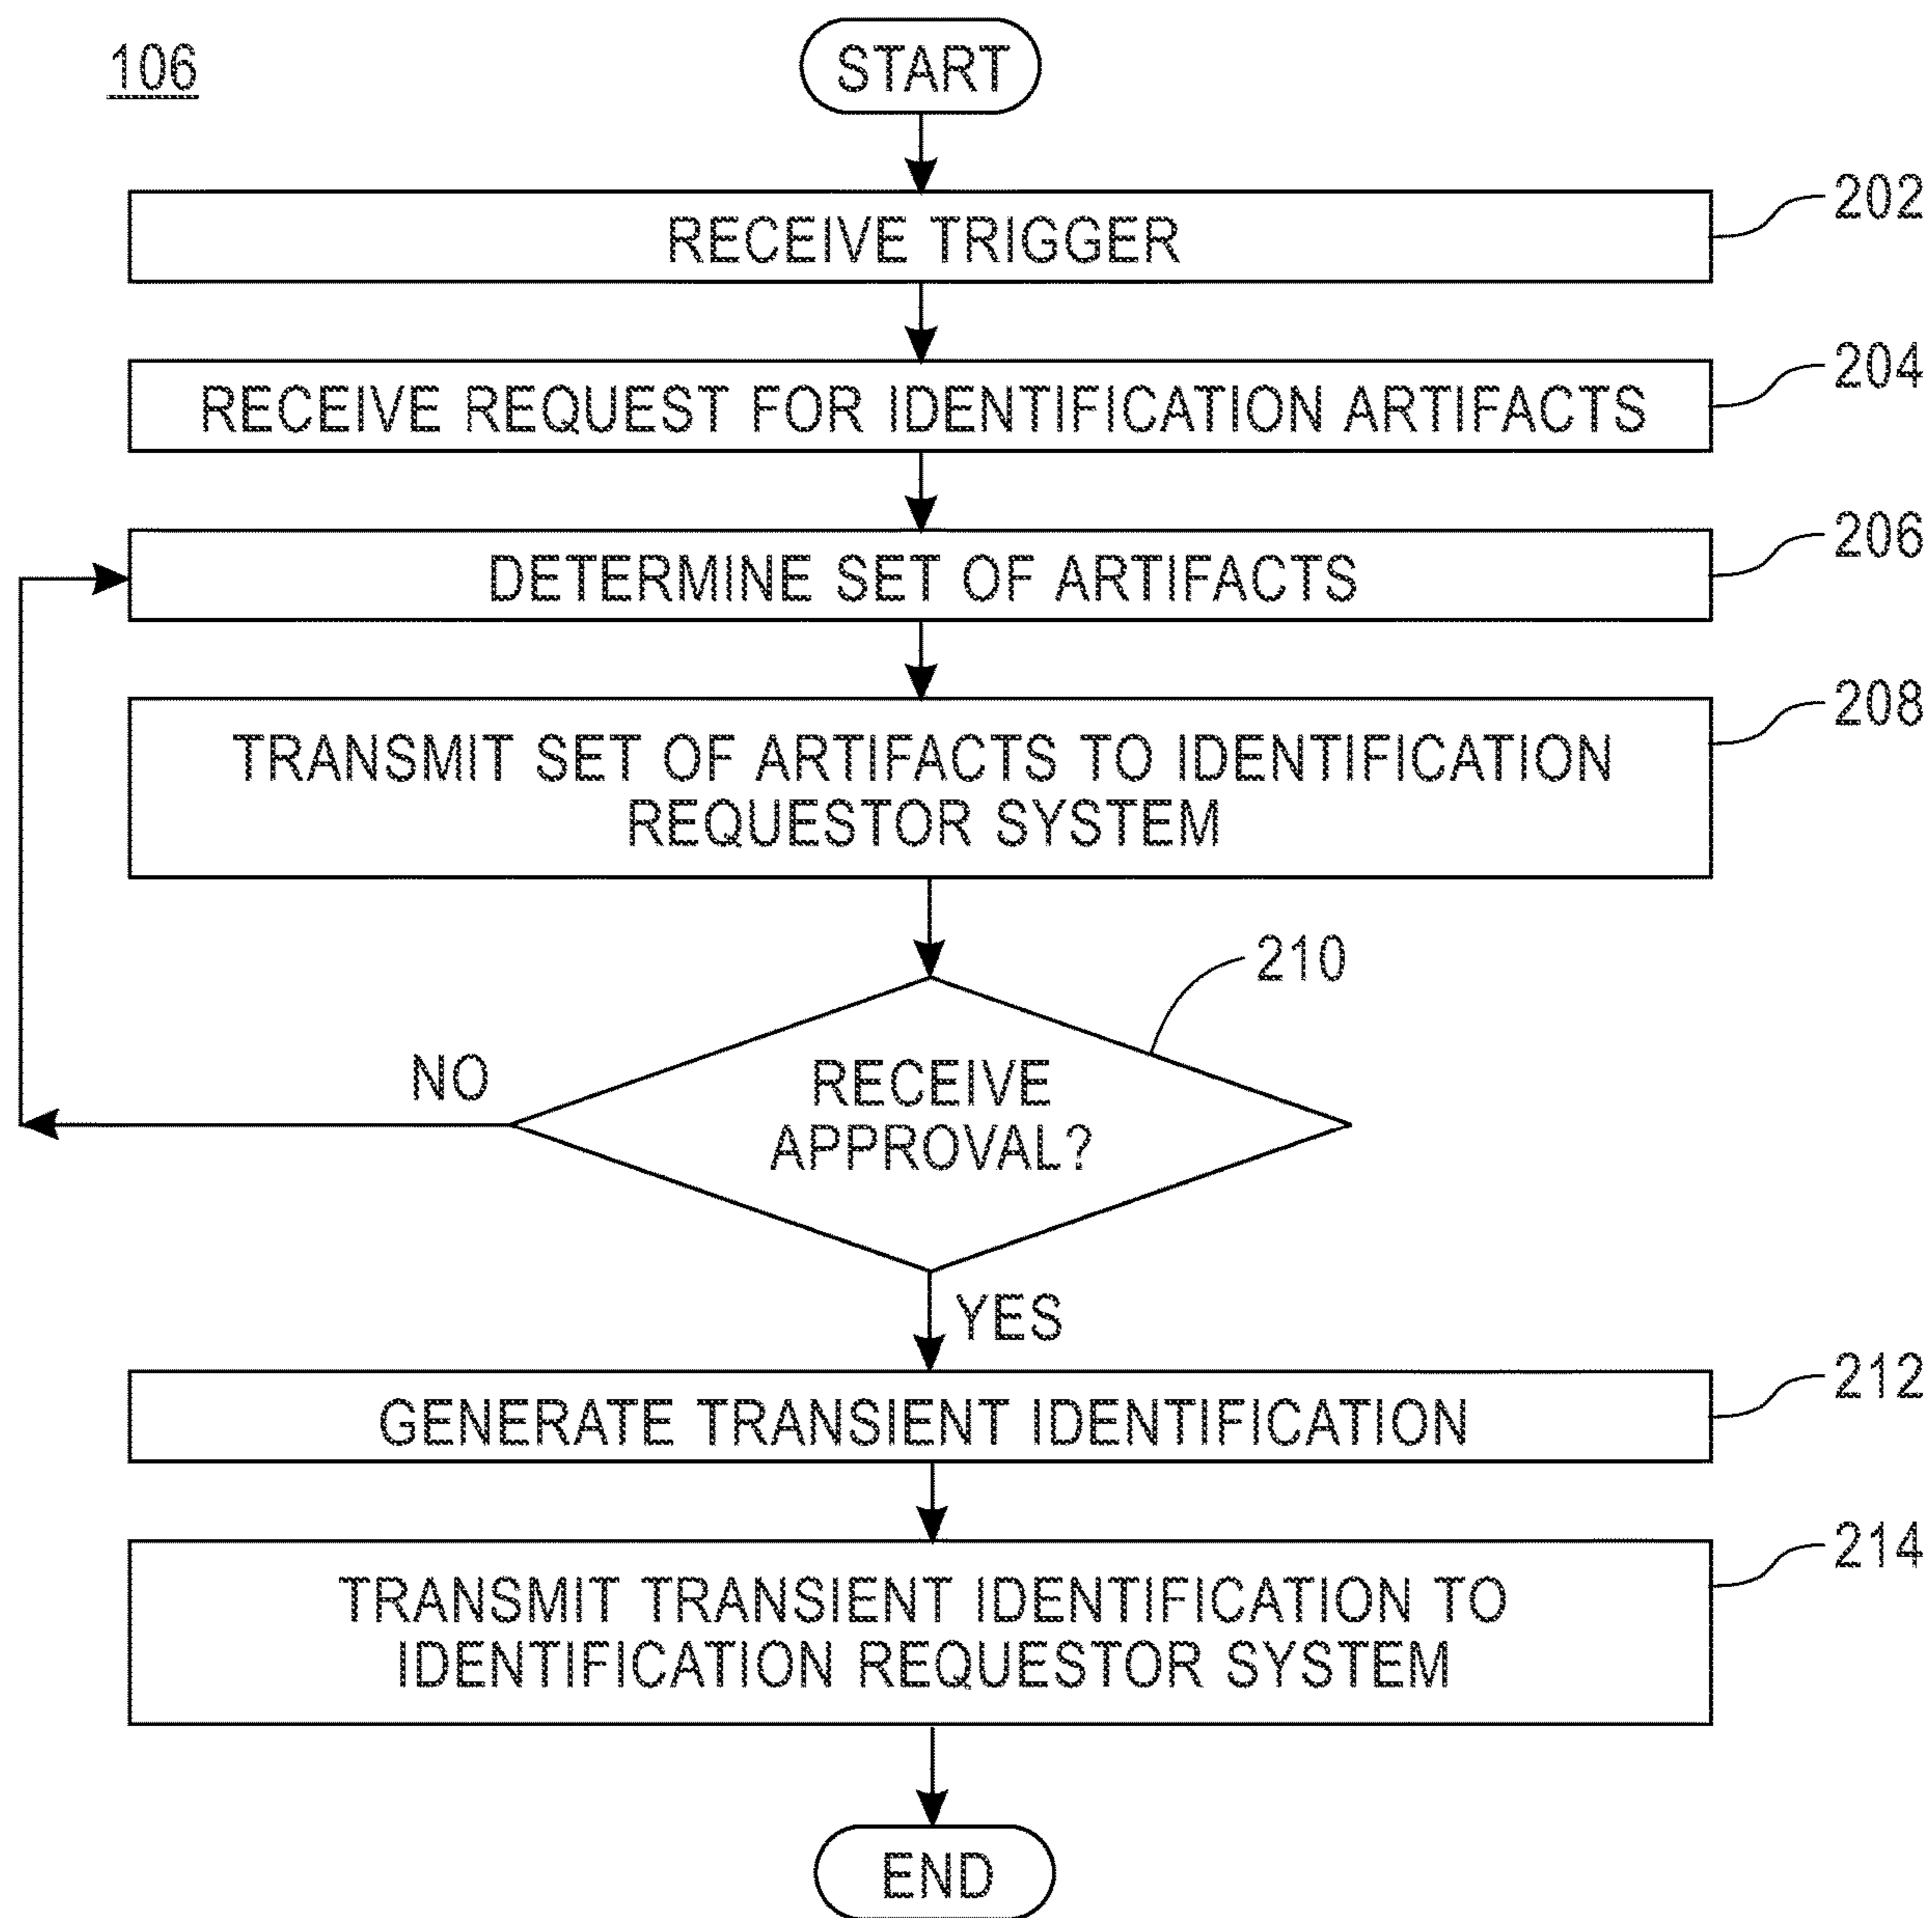 106
START
RECEIVE TRIGGER
202
RECEIVE REQUEST FOR IDENTIFICATION ARTIFACTS
204
DETERMINE SET OF ARTIFACTS
206
TRANSMIT SET OF ARTIFACTS TO IDENTIFICATION
REQUESTOR SYSTEM
208
210
NO
RECEIVE
APPROVAL?
YES
GENERATE TRANSIENT IDENTIFICATION
212
TRANSMIT TRANSIENT IDENTIFICATION TO
IDENTIFICATION REQUESTOR SYSTEM
214
END